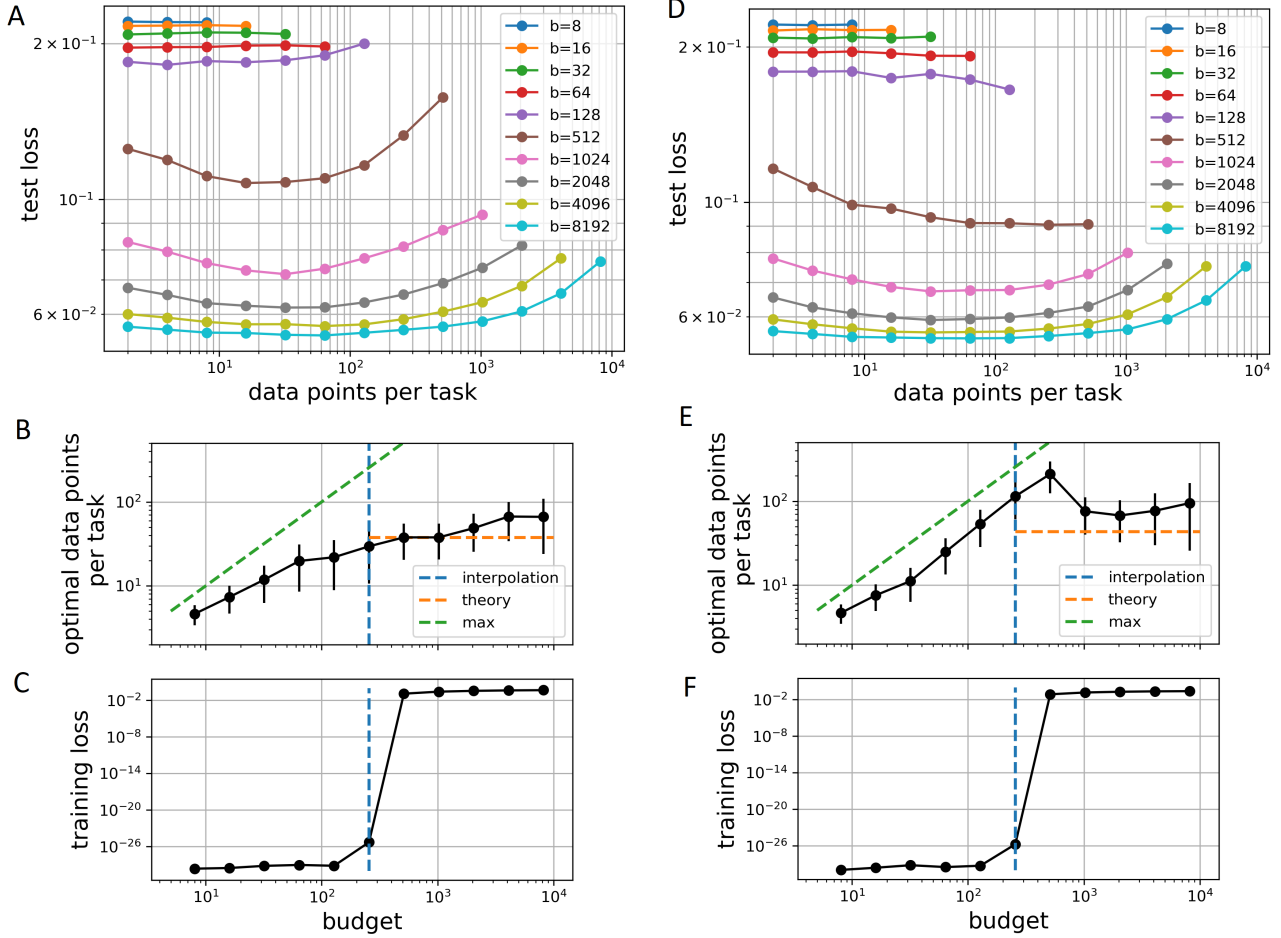 A
test loss
2 × 10⁻¹
10⁻¹
6 × 10⁻²
b=8
b=16
b=32
b=64
b=128
b=512
b=1024
b=2048
b=4096
b=8192
10¹ 10² 10³ 10⁴
data points per task
D
test loss
2 × 10⁻¹
10⁻¹
6 × 10⁻²
b=8
b=16
b=32
b=64
b=128
b=512
b=1024
b=2048
b=4096
b=8192
10¹ 10² 10³ 10⁴
data points per task
B
optimal data points
per task
10²
10¹
interpolation
theory
max
E
optimal data points
per task
10²
10¹
interpolation
theory
max
C
training loss
10⁻²
10⁻⁸
10⁻¹⁴
10⁻²⁰
10⁻²⁶
10¹ 10² 10³ 10⁴
budget
F
training loss
10⁻²
10⁻⁸
10⁻¹⁴
10⁻²⁰
10⁻²⁶
10¹ 10² 10³ 10⁴
budget